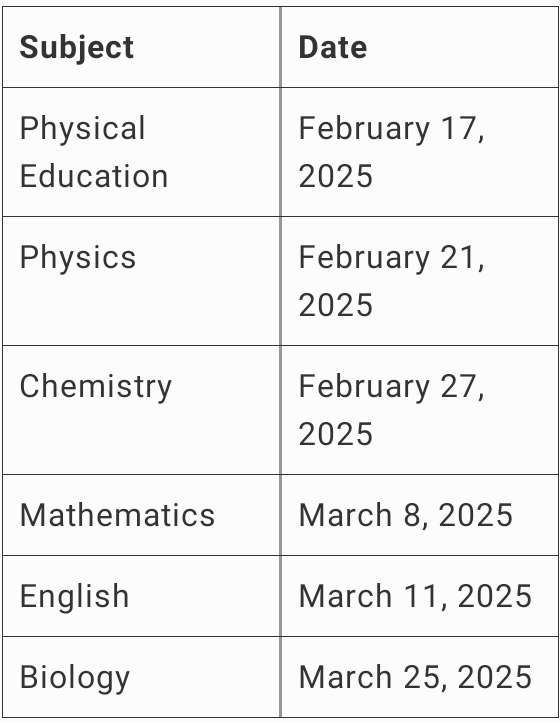 Subject Date
Physical February 17,
Education 2025
Physics February 21,
2025
Chemistry February 27,
2025
Mathematics March 8, 2025
English March 11, 2025
Biology March 25, 2025